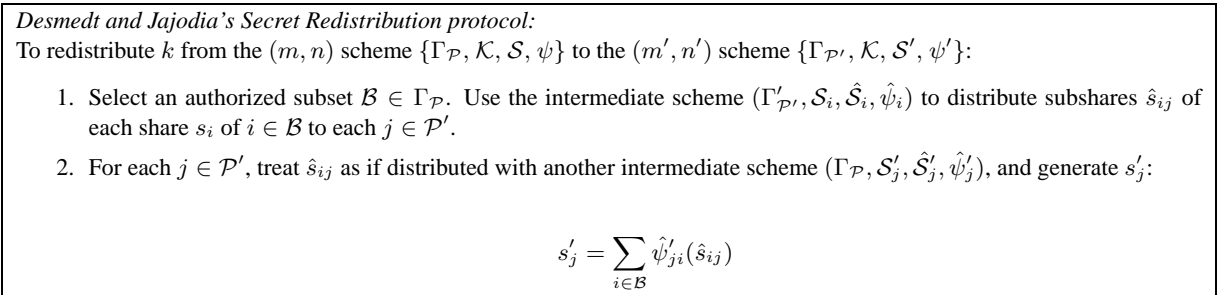 Desmedt and Jajodia's Secret Redistribution protocol:
To redistribute k from the (m, n) scheme {Γ_𝒫, 𝒦, 𝒮, ψ} to the (m′, n′) scheme {Γ_𝒫′, 𝒦, 𝒮′, ψ′}:
1. Select an authorized subset ℬ ∈ Γ_𝒫. Use the intermediate scheme (Γ′_𝒫′, 𝒮_i, 𝒮̂_i, ψ̂_i) to distribute subshares ŝ_ij of
each share s_i of i ∈ ℬ to each j ∈ 𝒫′.
2. For each j ∈ 𝒫′, treat ŝ_ij as if distributed with another intermediate scheme (Γ_𝒫, 𝒮′_j, 𝒮̂′_j, ψ̂′_j), and generate s′_j:
s′_j = ∑_{i∈ℬ} ψ̂′_ji(ŝ_ij)